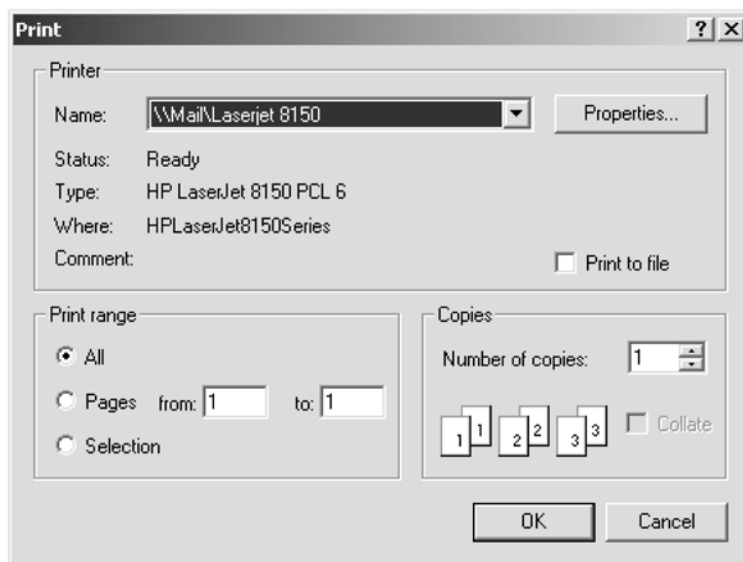 Print
Printer
Name: \\Mail\Laserjet 8150 Properties...
Status: Ready
Type: HP LaserJet 8150 PCL 6
Where: HPLaserJet8150Series
Comment: Print to file
Print range
All
Pages from: 1 to: 1
Selection
Copies
Number of copies: 1
1 1 2 2 3 3 Collate
OK Cancel